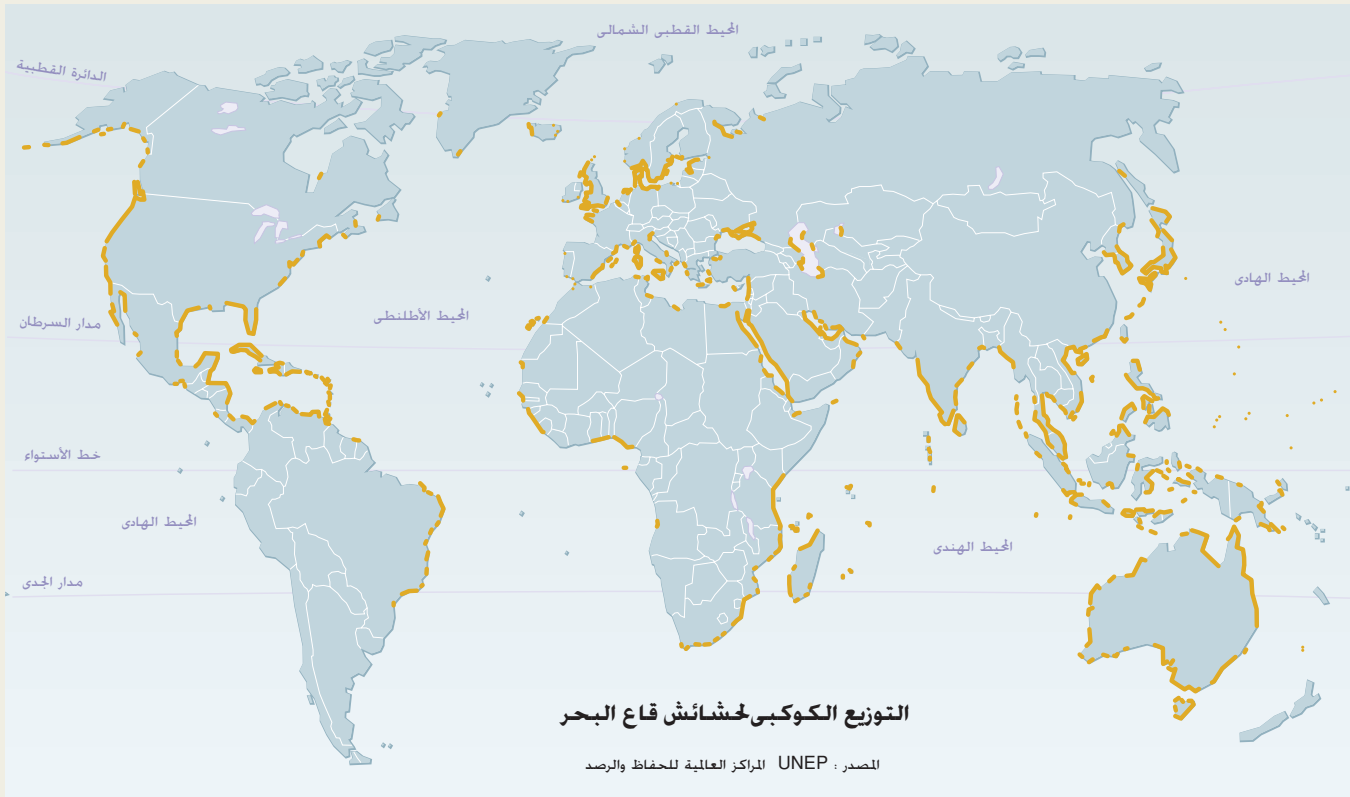 المحيط القطبى الشمالى
الدائرة القطبية
المحيط الهادى
مدار السرطان
المحيط الأطلنطى
خط الأستواء
المحيط الهادى
المحيط الهندى
مدار الجدى
التوزيع الكوكبى لحشائش قاع البحر
المصدر : UNEP المراكز العالمية للحفاظ والرصد